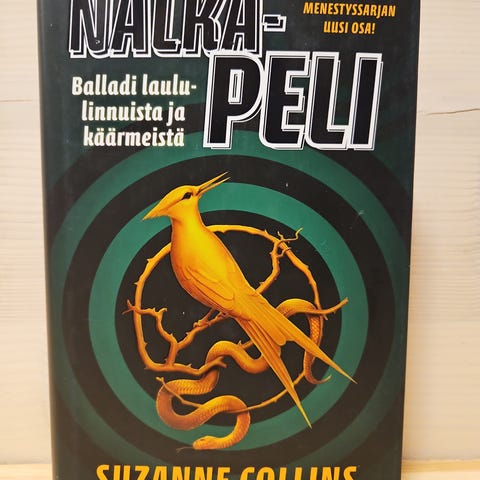 MENESTYSSARJAN
UUSI OSA!
NÄLKÄ-
PELI
Balladi laulu-
linnuista ja
käärmeistä
SUZANNE COLLINS